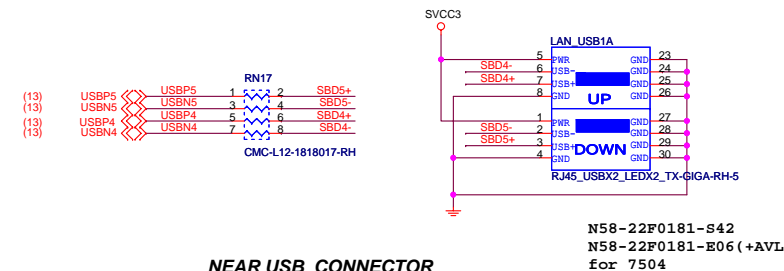 SVCC3
LAN_USB1A
5 PWR GND 23
SBD4- 6 USB- GND 24
SBD4+ 7 USB+ GND 25
8 GND GND 26
UP
1 PWR GND 27
SBD5- 2 USB- GND 28
SBD5+ 3 USB+ GND 29
4 GND GND 30
DOWN
RJ45_USBX2_LEDX2_TX-GIGA-RH-5
RN17
(13) USBP5 USBP5 1 2 SBD5+
(13) USBN5 USBN5 3 4 SBD5-
(13) USBP4 USBP4 5 6 SBD4+
(13) USBN4 USBN4 7 8 SBD4-
CMC-L12-1818017-RH
N58-22F0181-S42
N58-22F0181-E06(+AVL
for 7504
NEAR USB CONNECTOR